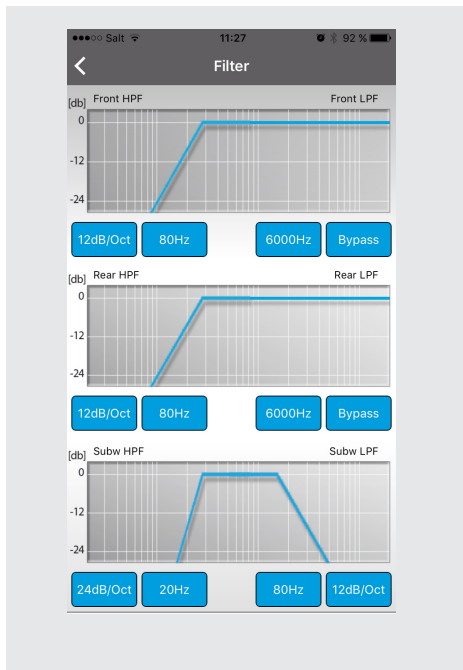 ●●●○○ Salt 11:27 92 %
Filter
[db] Front HPF Front LPF
0
-12
-24
12dB/Oct 80Hz 6000Hz Bypass
[db] Rear HPF Rear LPF
0
-12
-24
12dB/Oct 80Hz 6000Hz Bypass
[db] Subw HPF Subw LPF
0
-12
-24
24dB/Oct 20Hz 80Hz 12dB/Oct